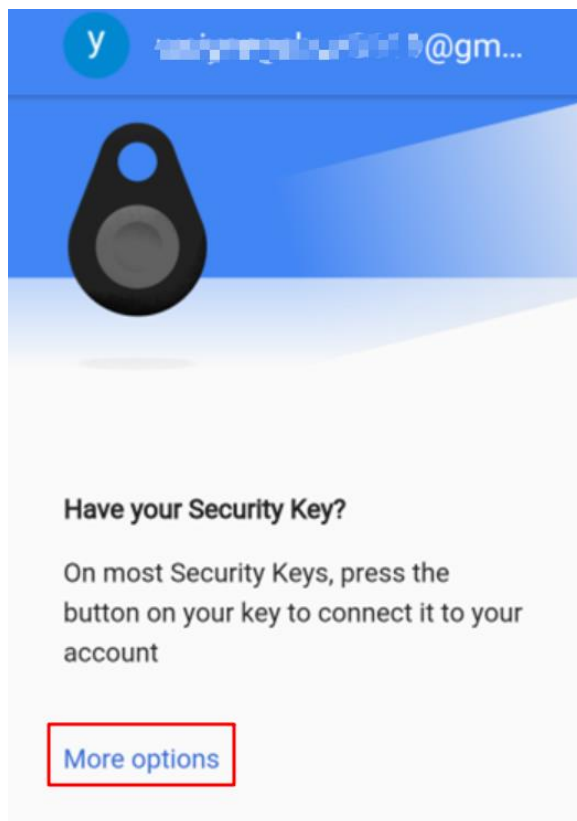 y @gm...
Have your Security Key?
On most Security Keys, press the
button on your key to connect it to your
account
More options